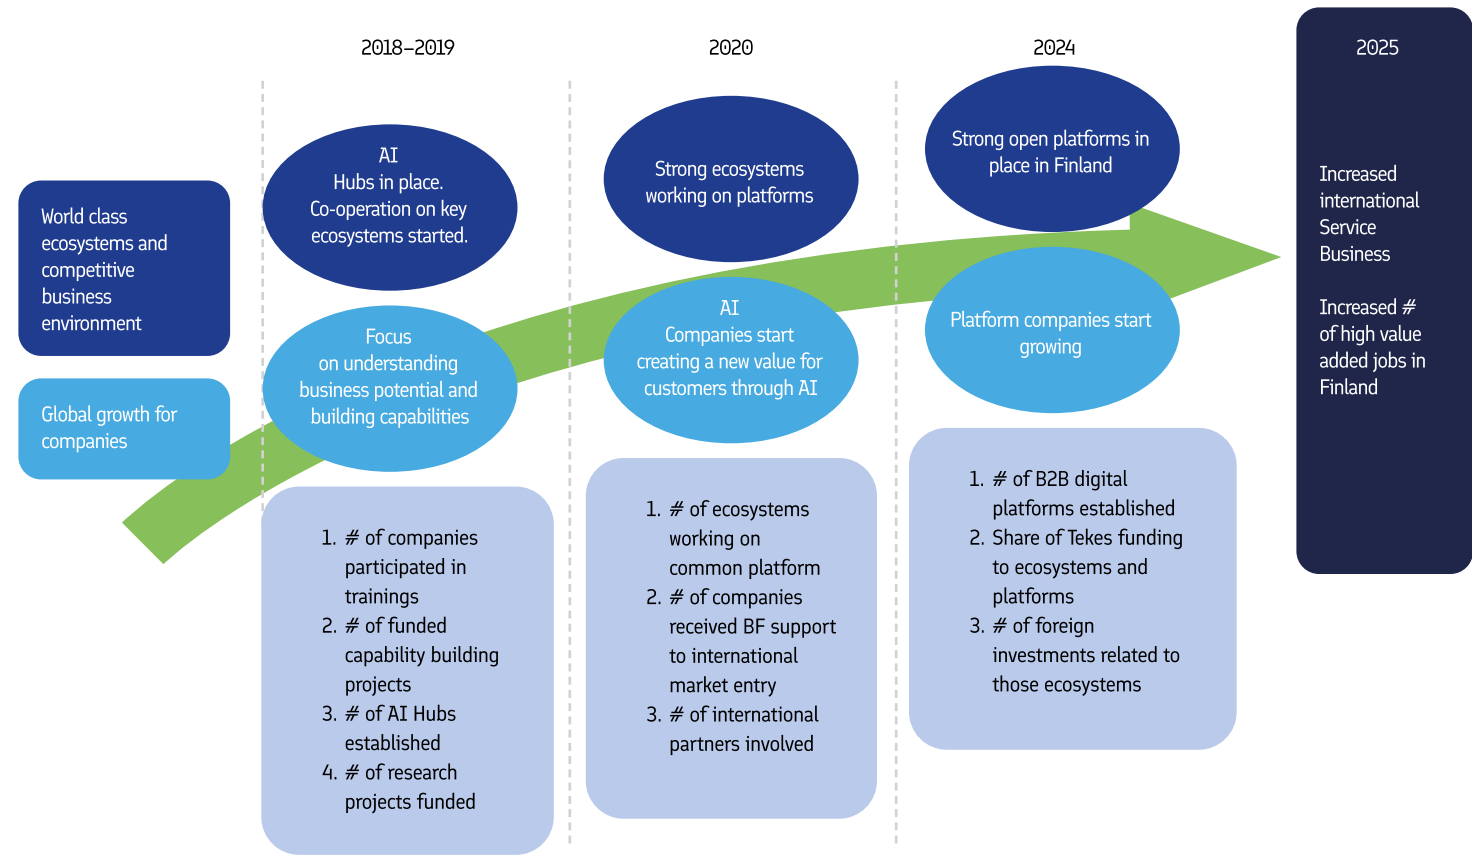 2018–2019
2020
2024
2025
World class
ecosystems and
competitive
business
environment
Global growth for
companies
AI
Hubs in place.
Co-operation on key
ecosystems started.
Focus
on understanding
business potential and
building capabilities
1. # of companies
participated in
trainings
2. # of funded
capability building
projects
3. # of AI Hubs
established
4. # of research
projects funded
Strong ecosystems
working on platforms
AI
Companies start
creating a new value for
customers through AI
1. # of ecosystems
working on
common platform
2. # of companies
received BF support
to international
market entry
3. # of international
partners involved
Strong open platforms in
place in Finland
Platform companies start
growing
1. # of B2B digital
platforms established
2. Share of Tekes funding
to ecosystems and
platforms
3. # of foreign
investments related to
those ecosystems
Increased
international
Service
Business
Increased #
of high value
added jobs in
Finland